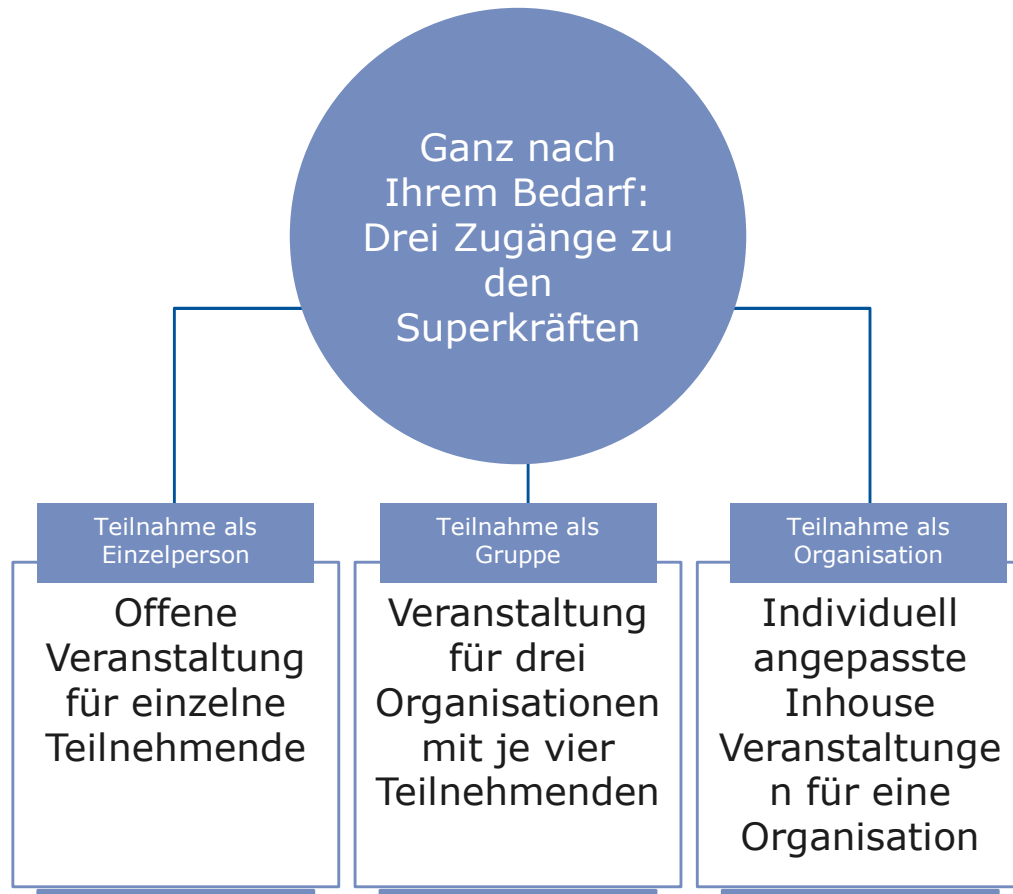 Ganz nach
Ihrem Bedarf:
Drei Zugänge zu
den
Superkräften
Teilnahme als
Einzelperson
Offene
Veranstaltung
für einzelne
Teilnehmende
Teilnahme als
Gruppe
Veranstaltung
für drei
Organisationen
mit je vier
Teilnehmenden
Teilnahme als
Organisation
Individuell
angepasste
Inhouse
Veranstaltunge
n für eine
Organisation